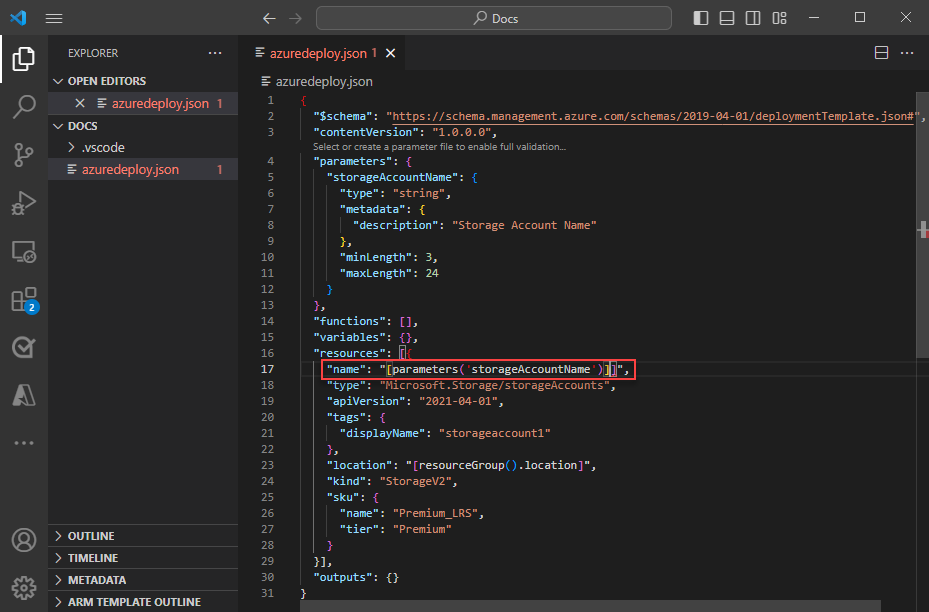 Docs
EXPLORER
OPEN EDITORS
azuredeploy.json 1
DOCS
.vscode
azuredeploy.json 1
2
OUTLINE
TIMELINE
METADATA
ARM TEMPLATE OUTLINE
azuredeploy.json 1
azuredeploy.json
1 {
2 "$schema": "https://schema.management.azure.com/schemas/2019-04-01/deploymentTemplate.json#",
3 "contentVersion": "1.0.0.0",
Select or create a parameter file to enable full validation...
4 "parameters": {
5 "storageAccountName": {
6 "type": "string",
7 "metadata": {
8 "description": "Storage Account Name"
9 },
10 "minLength": 3,
11 "maxLength": 24
12 }
13 },
14 "functions": [],
15 "variables": {},
16 "resources": [{
17 "name": "[parameters('storageAccountName')]]",
18 "type": "Microsoft.Storage/storageAccounts",
19 "apiVersion": "2021-04-01",
20 "tags": {
21 "displayName": "storageaccount1"
22 },
23 "location": "[resourceGroup().location]",
24 "kind": "StorageV2",
25 "sku": {
26 "name": "Premium_LRS",
27 "tier": "Premium"
28 }
29 }],
30 "outputs": {}
31 }